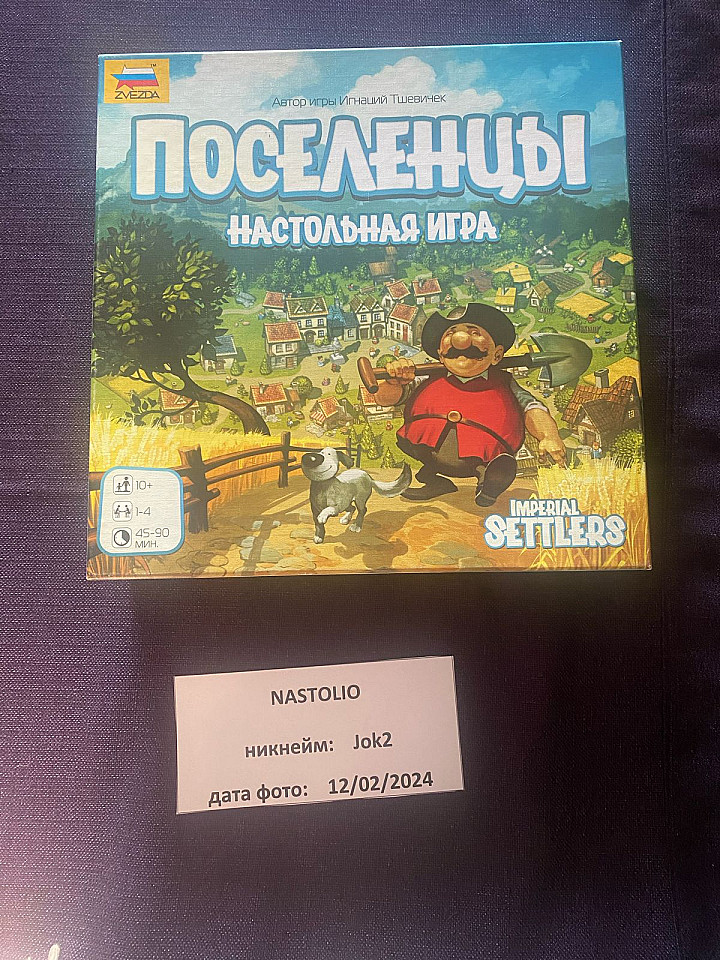 ZVEZDA
Автор игры Игнаций Тшевичек
ПОСЕЛЕНЦЫ
НАСТОЛЬНАЯ ИГРА
10+
1-4
45-90
МИН.
IMPERIAL
SETTLERS
NASTOLIO
никнейм: Jok2
дата фото: 12/02/2024